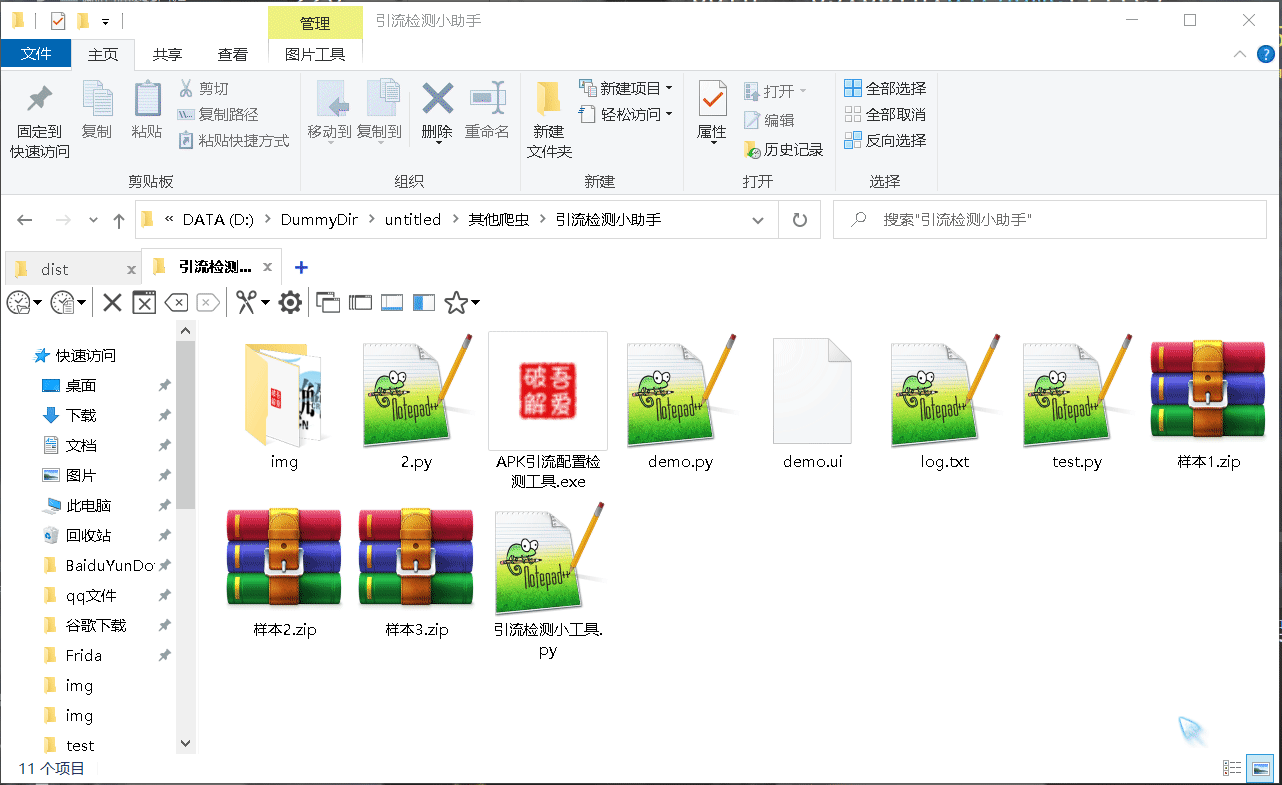 管理
引流检测小助手
文件
主页
共享
查看
图片工具
固定到
快速访问
复制
粘贴
剪切
复制路径
粘贴快捷方式
移动到
复制到
删除
重命名
新建
文件夹
新建项目
轻松访问
属性
打开
编辑
历史记录
全部选择
全部取消
反向选择
剪贴板
组织
新建
打开
选择
« DATA (D:) > DummyDir > untitled > 其他爬虫 > 引流检测小助手
搜索"引流检测小助手"
dist x
引流检测... x
快速访问
桌面
下载
文档
图片
此电脑
回收站
BaiduYunDo
qq文件
谷歌下载
Frida
img
img
test
img
Notepad++
2.py
吾爱
破解
APK引流配置检
测工具.exe
Notepad++
demo.py
demo.ui
Notepad++
log.txt
Notepad++
test.py
样本1.zip
样本2.zip
样本3.zip
Notepad++
引流检测小工具.
py
11 个项目